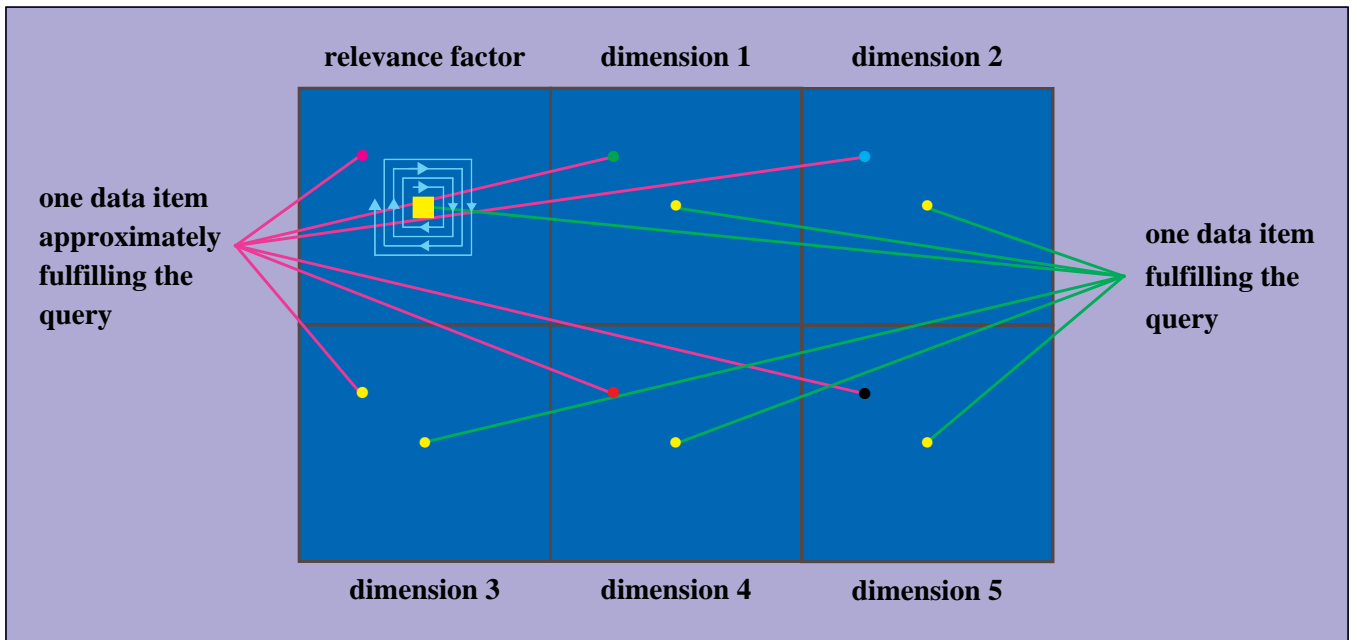 relevance factor
dimension 1
dimension 2
one data item
approximately
fulfilling the
query
one data item
fulfilling the
query
dimension 3
dimension 4
dimension 5